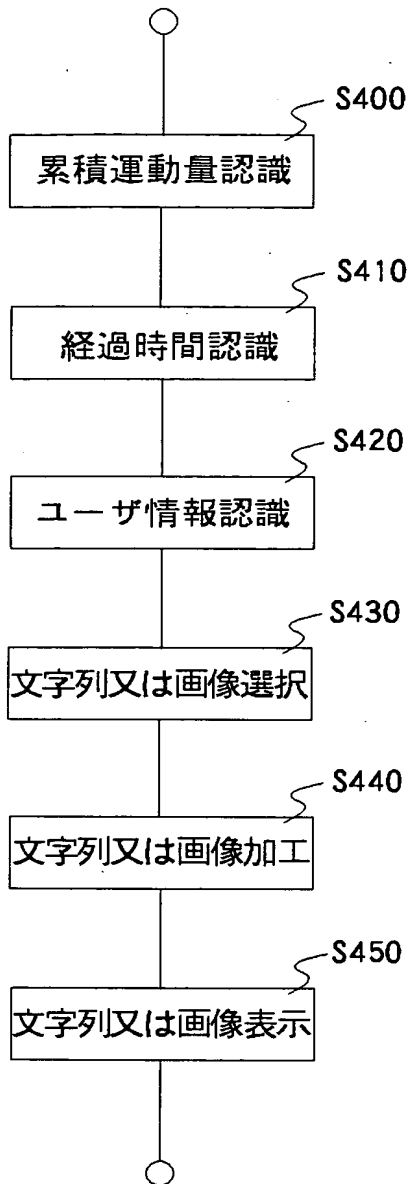 S400
累積運動量認識
S410
経過時間認識
S420
ユーザ情報認識
S430
文字列又は画像選択
S440
文字列又は画像加工
S450
文字列又は画像表示